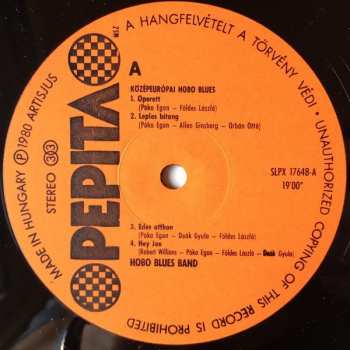 A HANGFELVÉTELT A TÖRVÉNY VÉDI • UNAUTHORIZED COPYING OF THIS RECORD IS PROHIBITED
MADE IN HUNGARY Ⓟ 1980 ARTISJUS
STEREO 33
PEPITA
MSZ
A
KÖZÉPEURÓPAI HOBO BLUES
1. Operett
(Póka Egon - Földes László)
2. Leples bitang
(Póka Egon - Allen Ginsberg - Orbán Ottó)
SLPX 17648-A
19'00"
3. Édes otthon
(Póka Egon - Deák Gyula - Földes László)
4. Hey Joe
(Robert Willians - Póka Egon - Földes László - Deák Gyula)
HOBO BLUES BAND